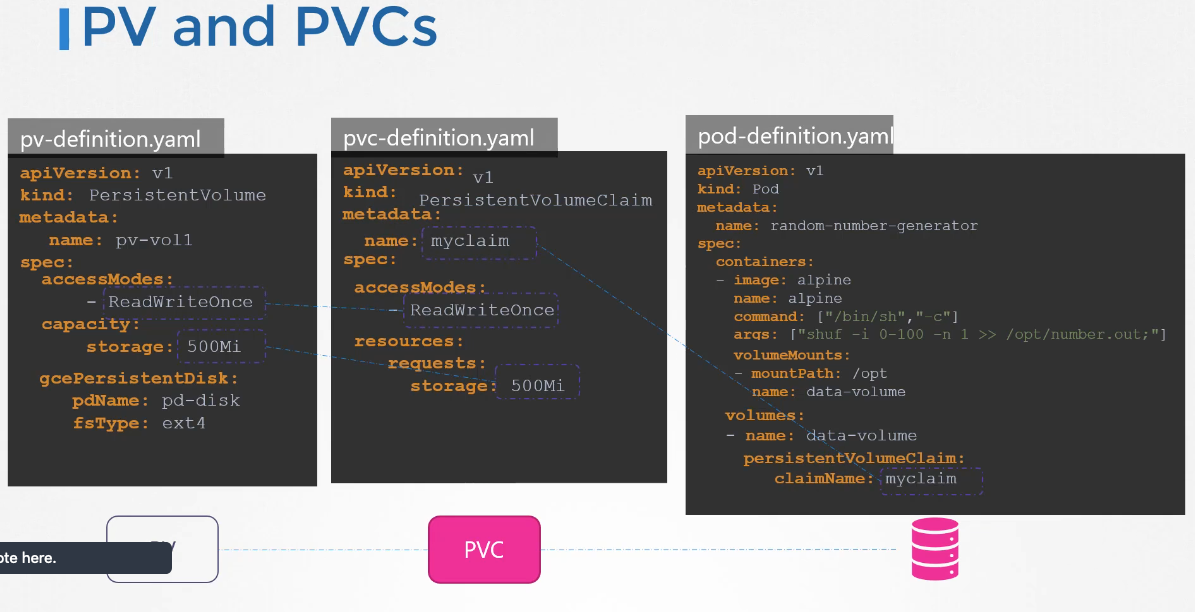 PV and PVCs
pv-definition.yaml
apiVersion: v1
kind: PersistentVolume
metadata:
name: pv-vol1
spec:
accessModes:
- ReadWriteOnce
capacity:
storage: 500Mi
gcePersistentDisk:
pdName: pd-disk
fsType: ext4
pvc-definition.yaml
apiVersion: v1
kind: PersistentVolumeClaim
metadata:
name: myclaim
spec:
accessModes:
- ReadWriteOnce
resources:
requests:
storage: 500Mi
pod-definition.yaml
apiVersion: v1
kind: Pod
metadata:
name: random-number-generator
spec:
containers:
- image: alpine
name: alpine
command: ["/bin/sh","-c"]
args: ["shuf -i 0-100 -n 1 >> /opt/number.out;"]
volumeMounts:
- mountPath: /opt
name: data-volume
volumes:
- name: data-volume
persistentVolumeClaim:
claimName: myclaim
here.
PVC